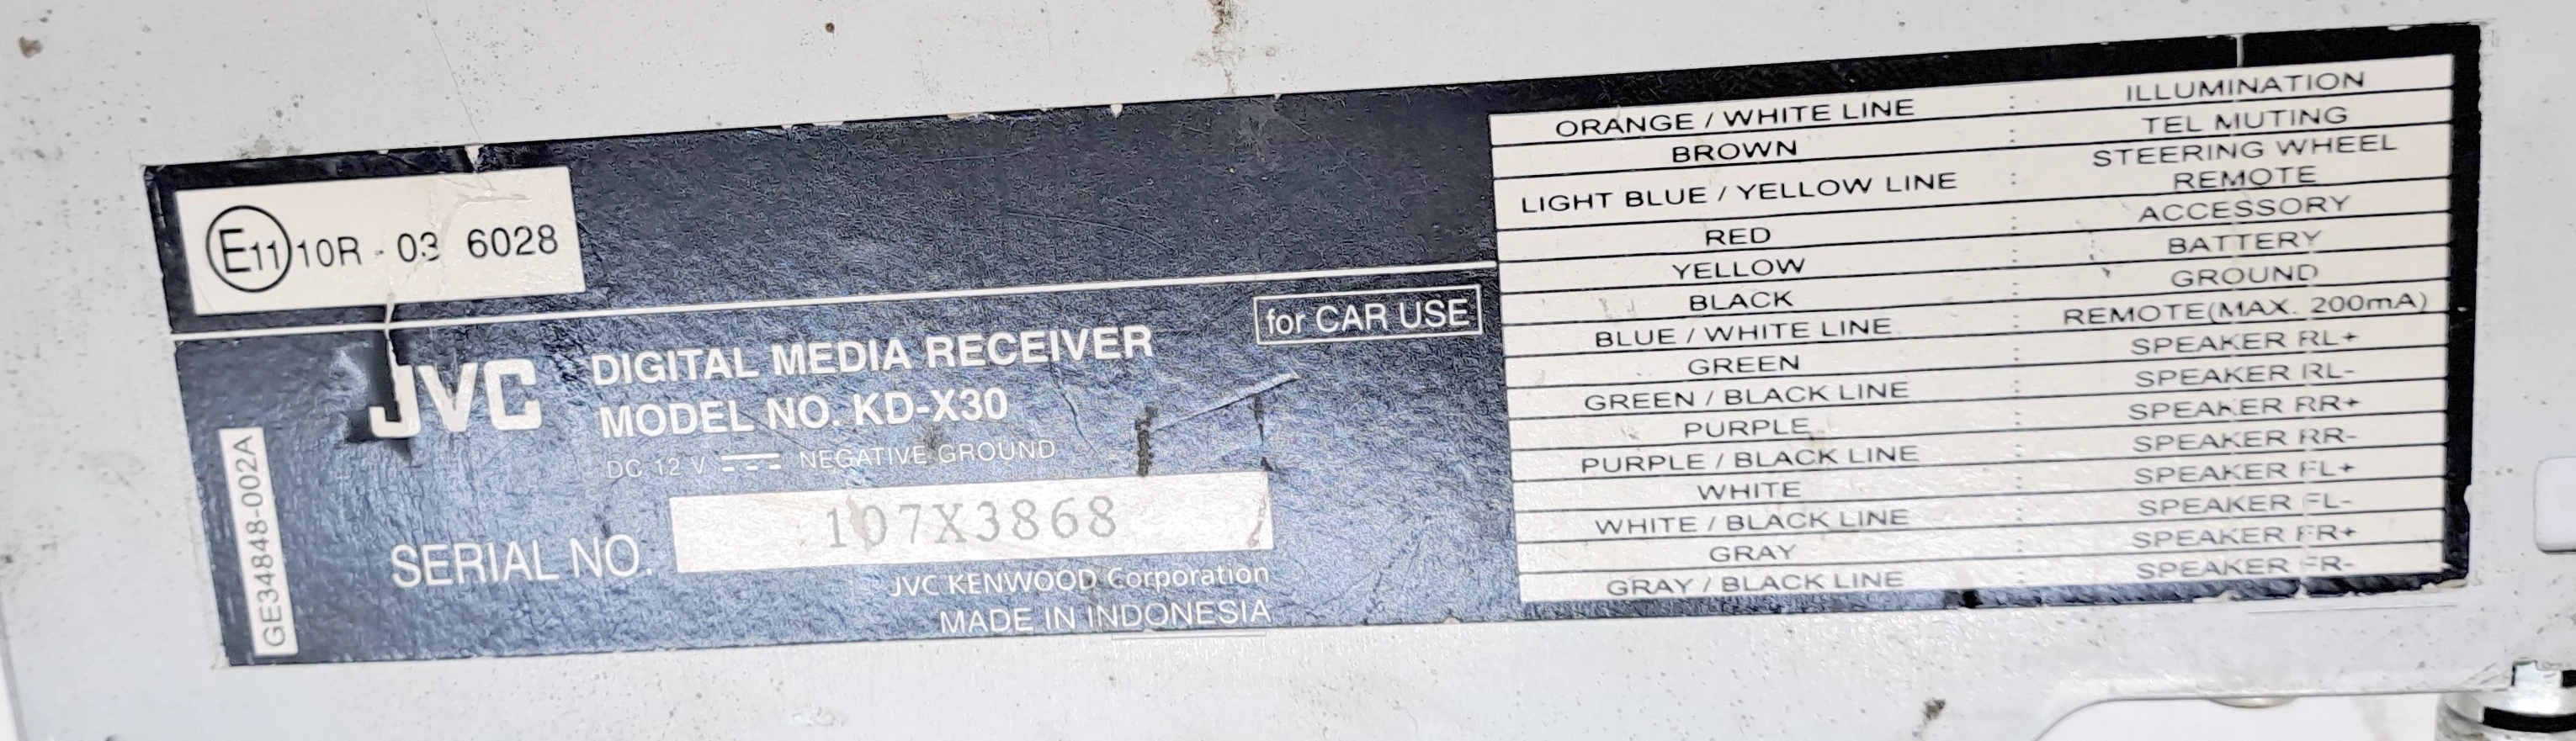 E11 10R - 03 6028
JVC
DIGITAL MEDIA RECEIVER
MODEL NO. KD-X30
for CAR USE
DC 12 V NEGATIVE GROUND
SERIAL NO. 107X3868
JVC KENWOOD Corporation
MADE IN INDONESIA
GE34848-002A
ORANGE / WHITE LINE : ILLUMINATION
BROWN : TEL MUTING
LIGHT BLUE / YELLOW LINE : STEERING WHEEL
REMOTE
RED : ACCESSORY
YELLOW : BATTERY
BLACK : GROUND
BLUE / WHITE LINE : REMOTE(MAX. 200mA)
GREEN : SPEAKER RL+
GREEN / BLACK LINE : SPEAKER RL-
PURPLE : SPEAKER RR+
PURPLE / BLACK LINE : SPEAKER RR-
WHITE : SPEAKER FL+
WHITE / BLACK LINE : SPEAKER FL-
GRAY : SPEAKER FR+
GRAY / BLACK LINE : SPEAKER FR-